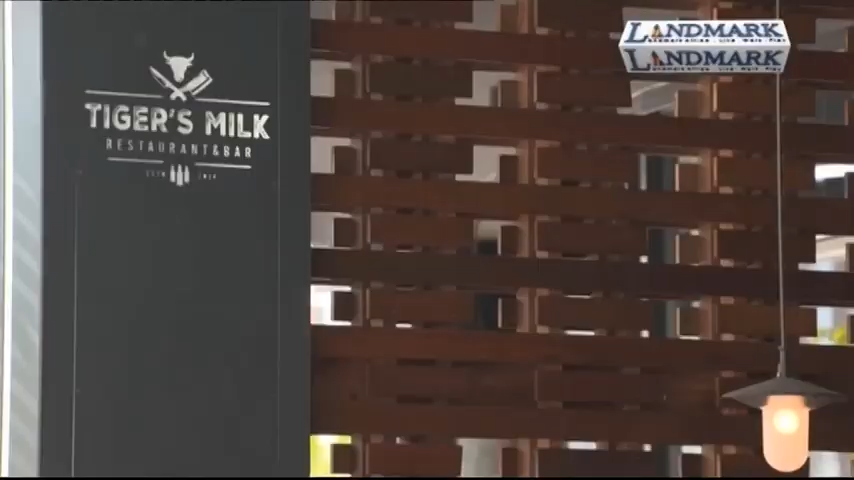 TIGER'S MILK
RESTAURANT & BAR
LANDMARK
LANDMARK